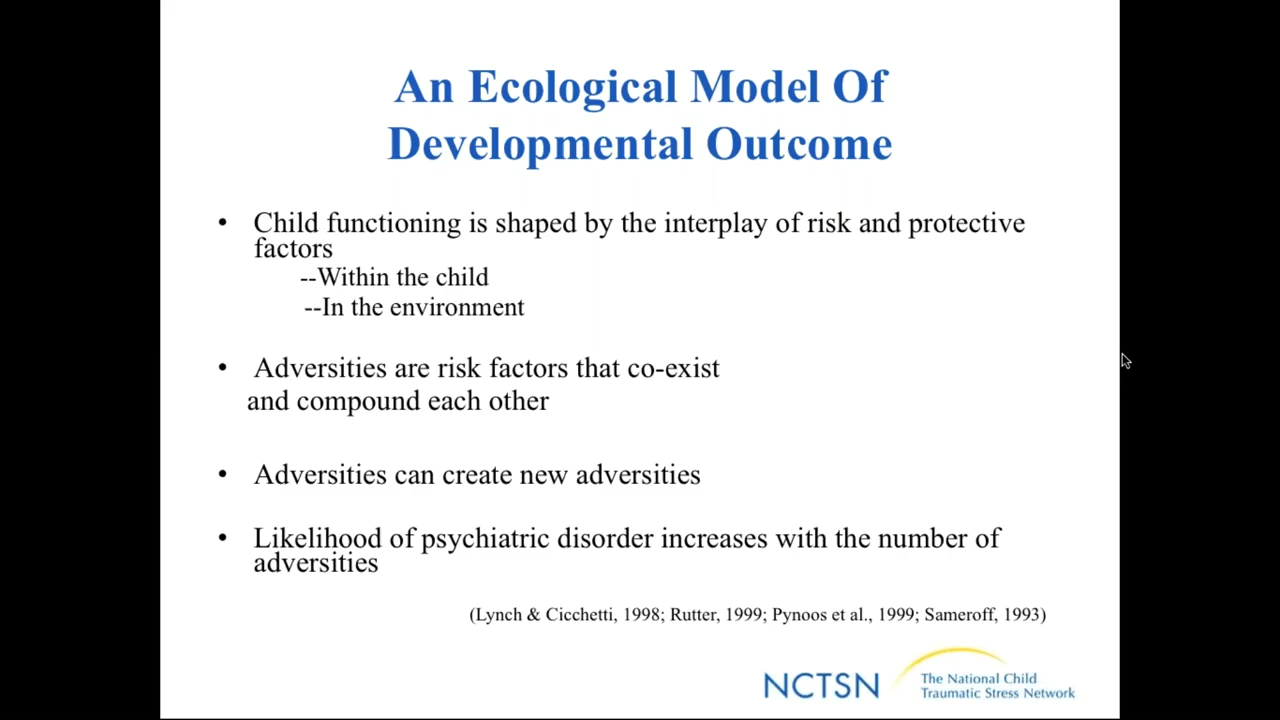 An Ecological Model Of
Developmental Outcome
• Child functioning is shaped by the interplay of risk and protective
factors
--Within the child
--In the environment
• Adversities are risk factors that co-exist
and compound each other
• Adversities can create new adversities
• Likelihood of psychiatric disorder increases with the number of
adversities
(Lynch & Cicchetti, 1998; Rutter, 1999; Pynoos et al., 1999; Sameroff, 1993)
NCTSN
The National Child
Traumatic Stress Network